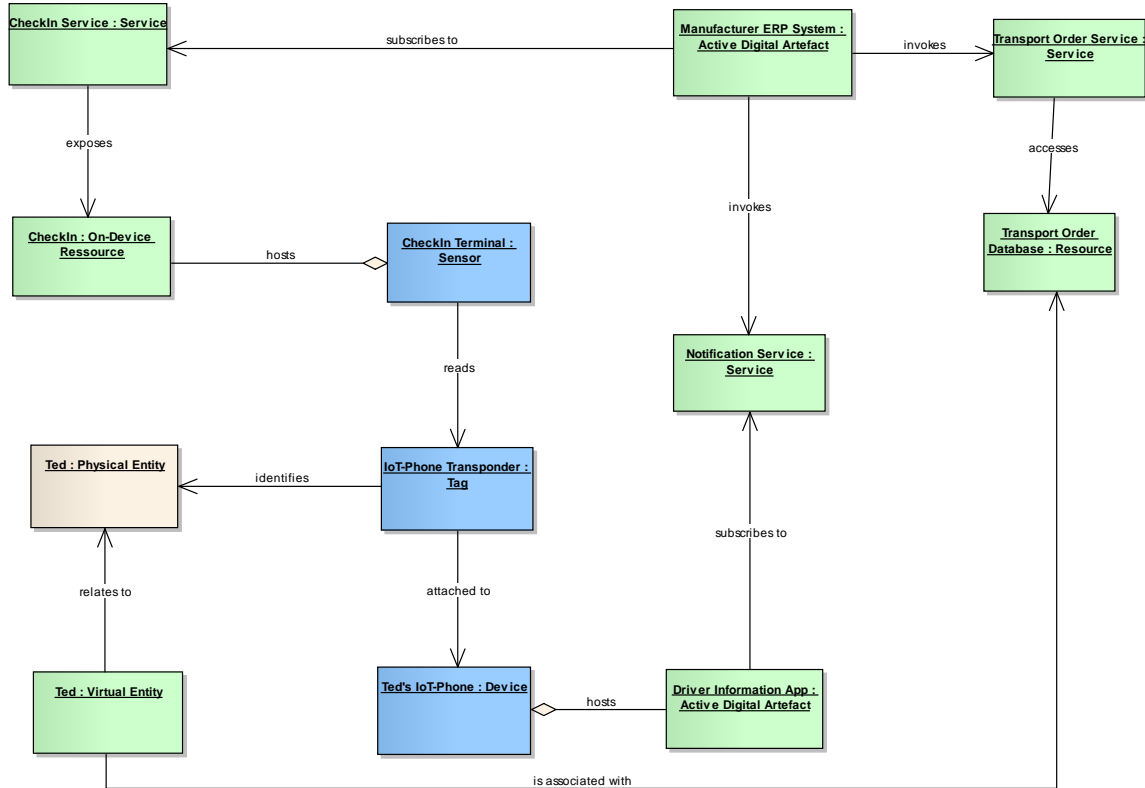 CheckIn Service : Service
subscribes to
Manufacturer ERP System :
Active Digital Artefact
invokes
Transport Order Service :
Service
exposes
accesses
invokes
CheckIn : On-Device
Ressource
hosts
CheckIn Terminal :
Sensor
Transport Order
Database : Resource
reads
Notification Service :
Service
Ted : Physical Entity
identifies
IoT-Phone Transponder :
Tag
subscribes to
relates to
attached to
Ted : Virtual Entity
Ted's IoT-Phone : Device
hosts
Driver Information App :
Active Digital Artefact
is associated with